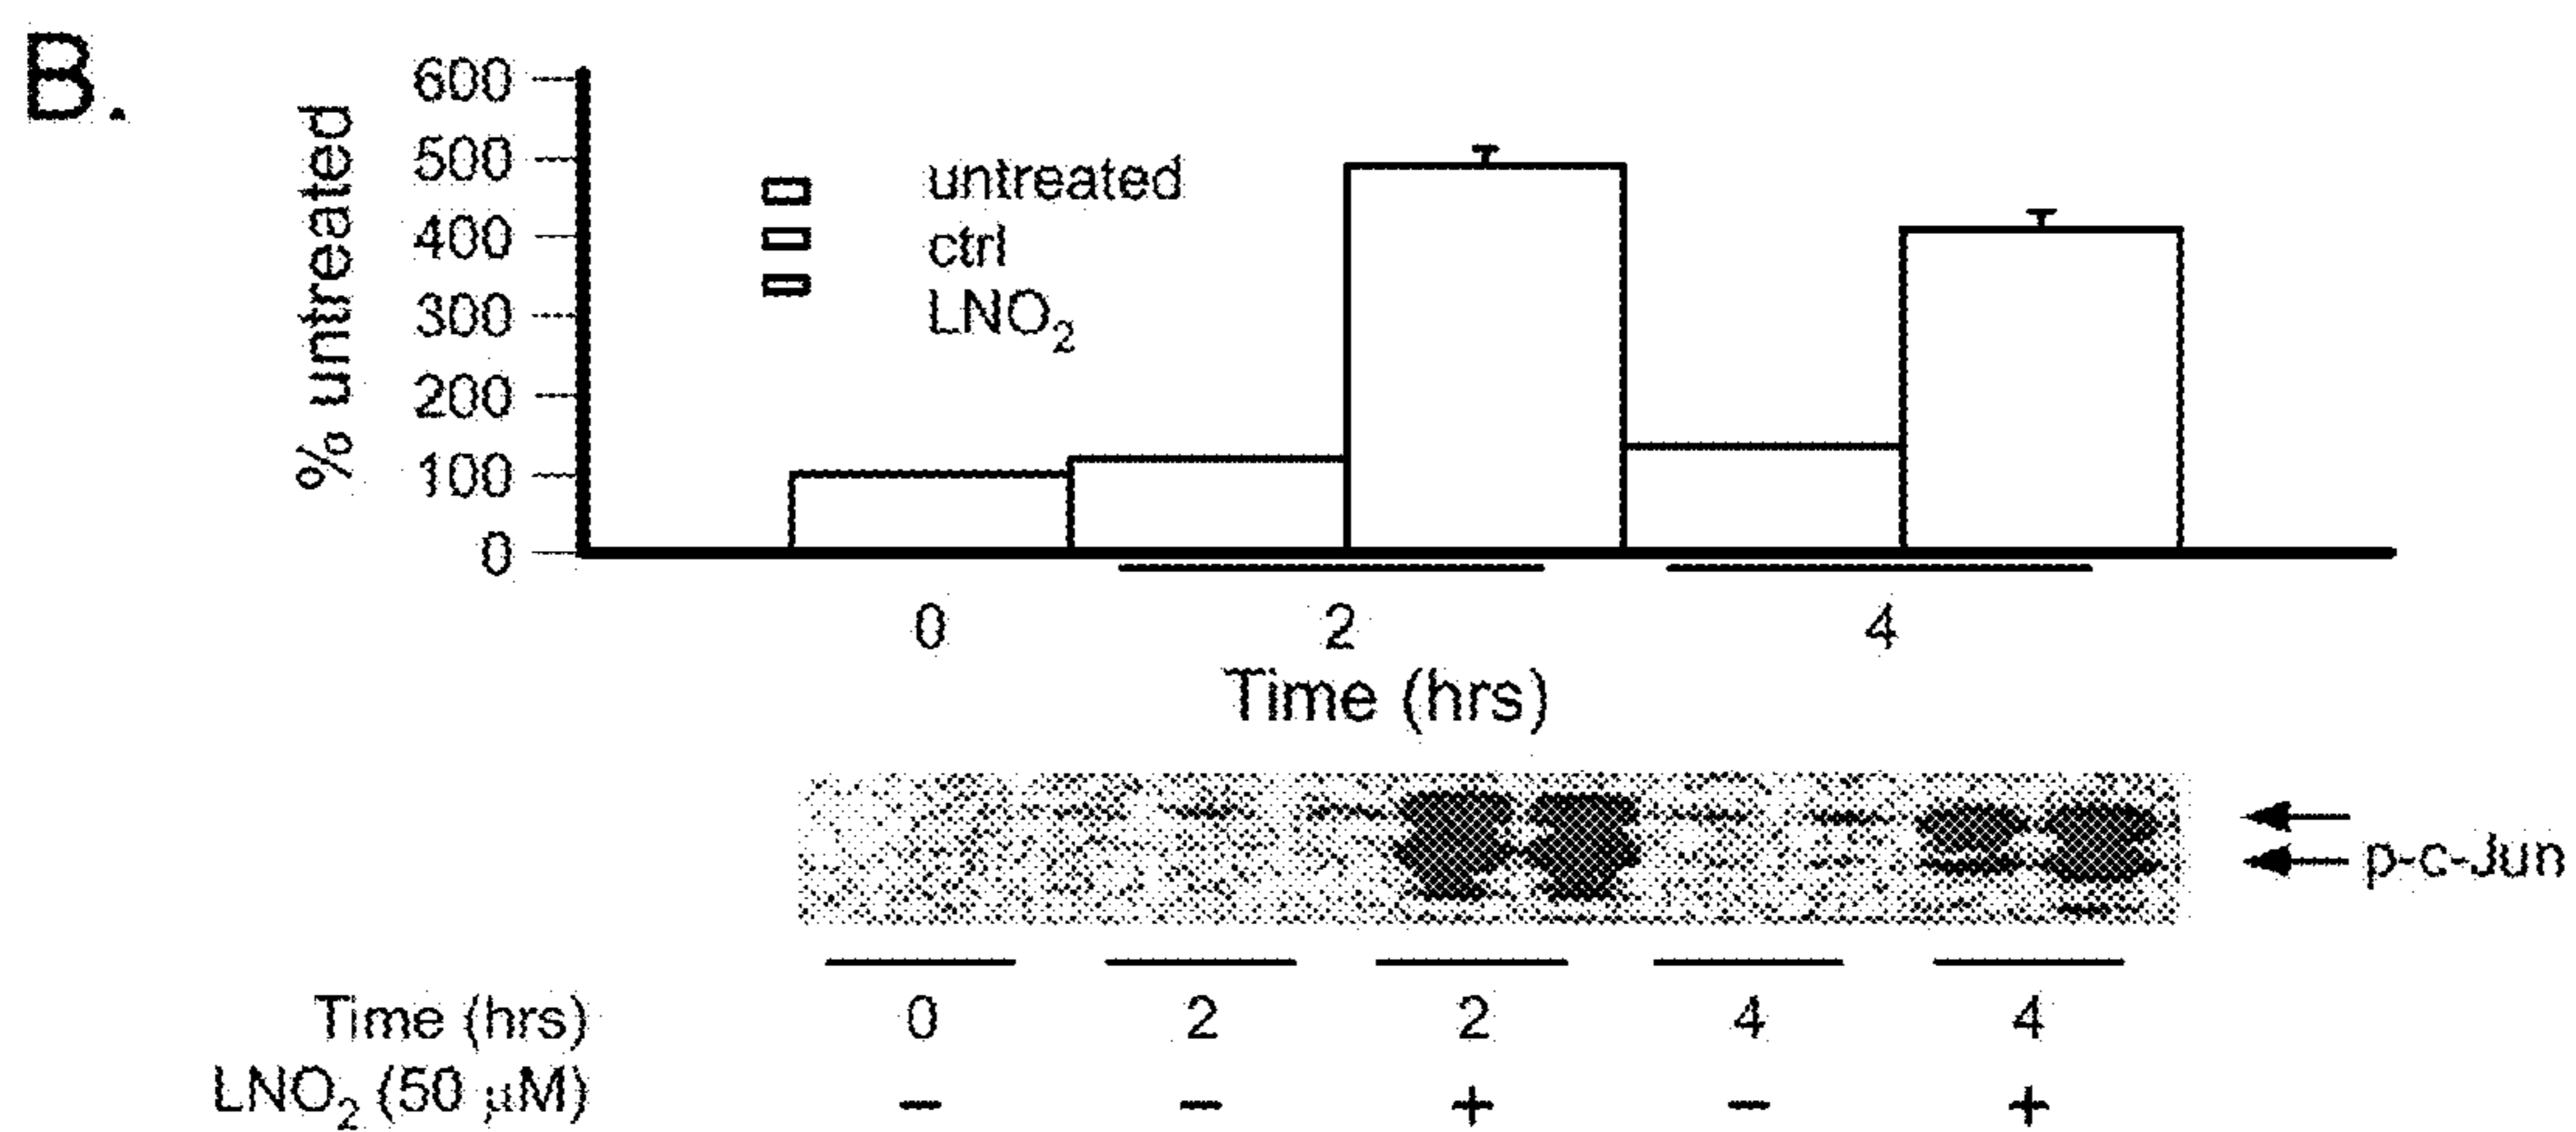 B.
% untreated
600
500
400
300
200
100
0
untreated
ctrl
LNO₂
0 2 4
Time (hrs)
p-c-Jun
Time (hrs) 0 2 2 4 4
LNO₂ (50 μM) − − + − +